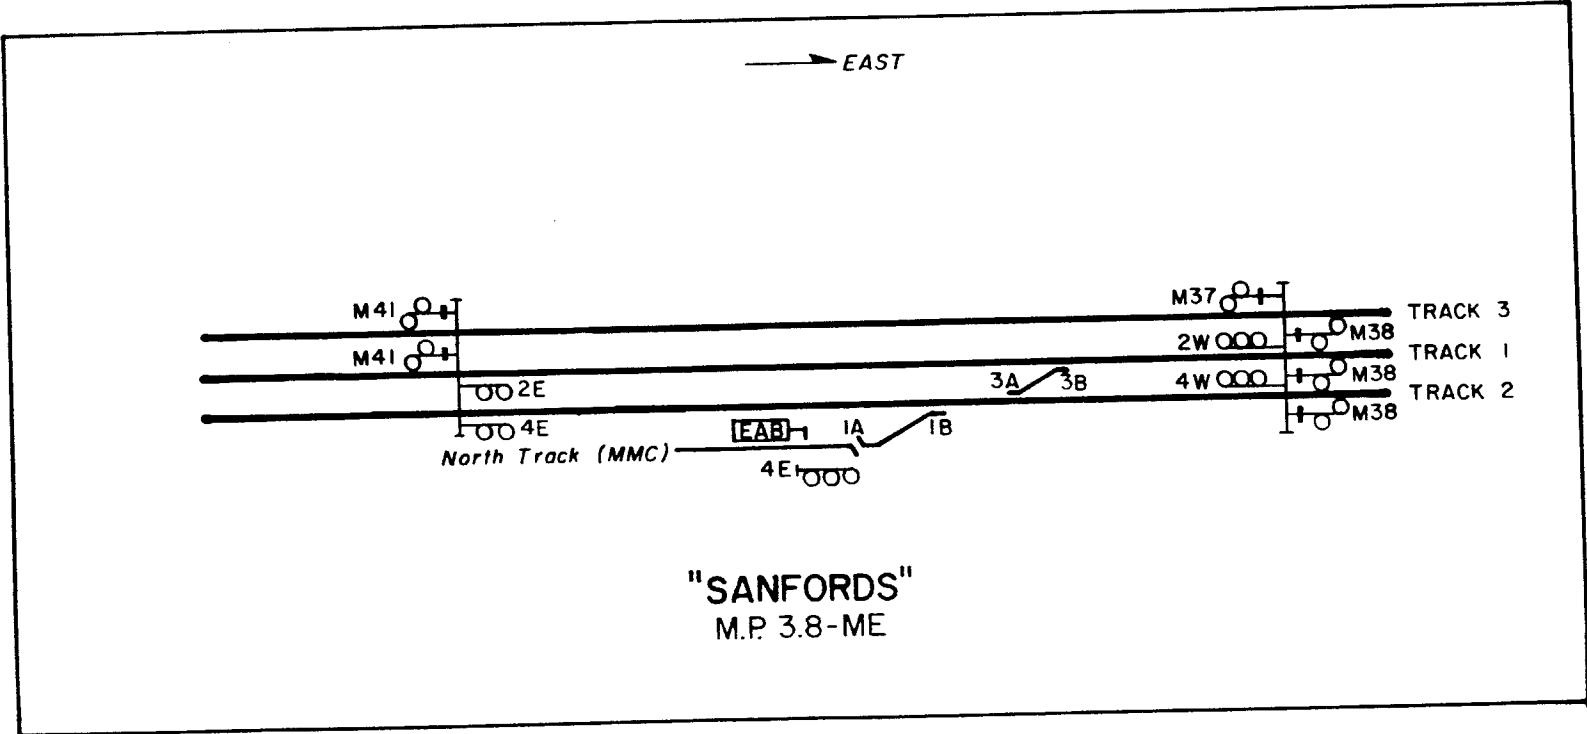 EAST
M41
M37
TRACK 3
M38
2W
M41
TRACK 1
3A
3B
4W
M38
2E
TRACK 2
4E
EAB
1A
1B
M38
North Track (MMC)
4E
"SANFORDS"
M.P. 3.8-ME